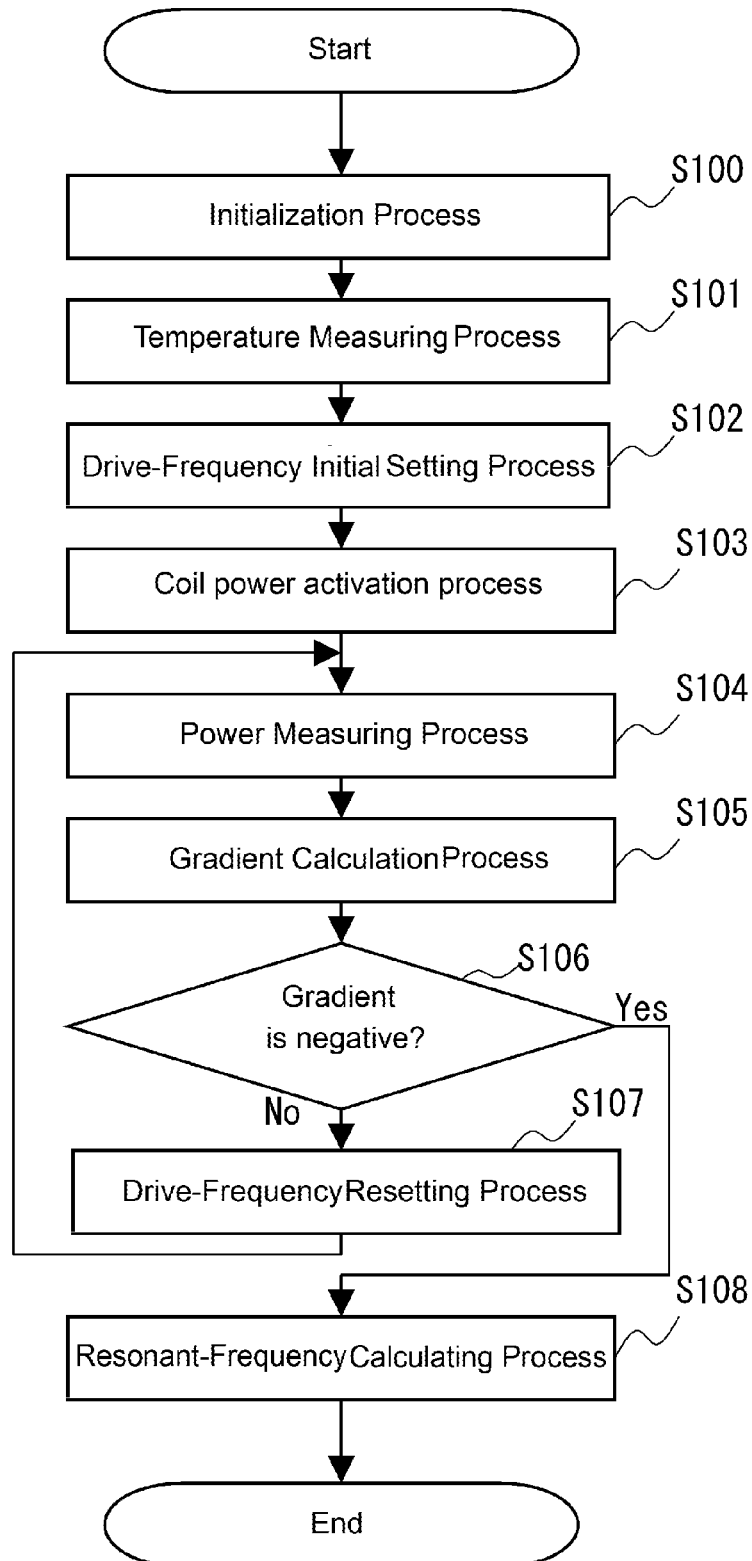 Start
S100
Initialization Process
S101
Temperature Measuring Process
S102
Drive-Frequency Initial Setting Process
S103
Coil power activation process
S104
Power Measuring Process
S105
Gradient Calculation Process
S106
Gradient
is negative?
Yes
No
S107
Drive-Frequency Resetting Process
S108
Resonant-Frequency Calculating Process
End